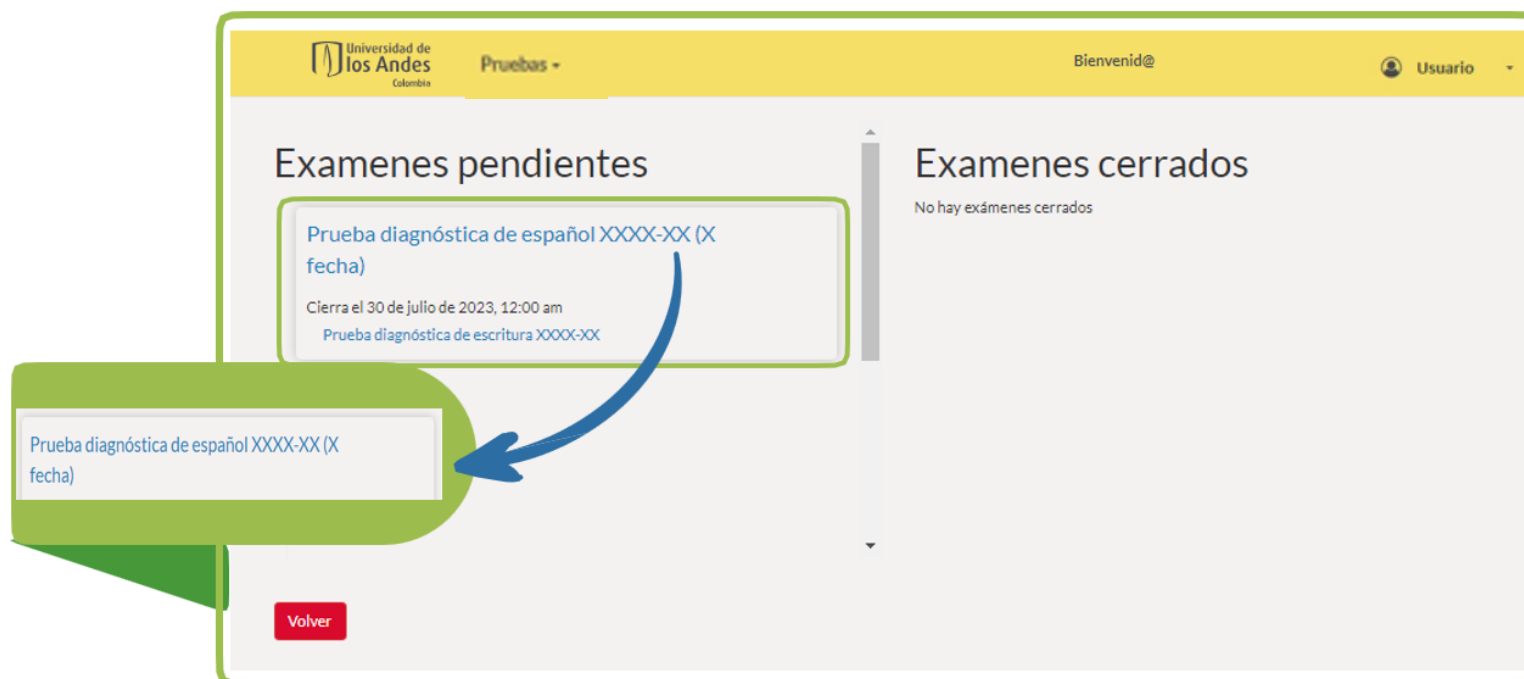 Universidad de
los Andes
Colombia
Pruebas
Bienvenid@
Usuario
Examenes pendientes
Prueba diagnóstica de español XXXX-XX (X
fecha)
Cierra el 30 de julio de 2023, 12:00 am
Prueba diagnóstica de escritura XXXX-XX
Examenes cerrados
No hay exámenes cerrados
Prueba diagnóstica de español XXXX-XX (X
fecha)
Volver